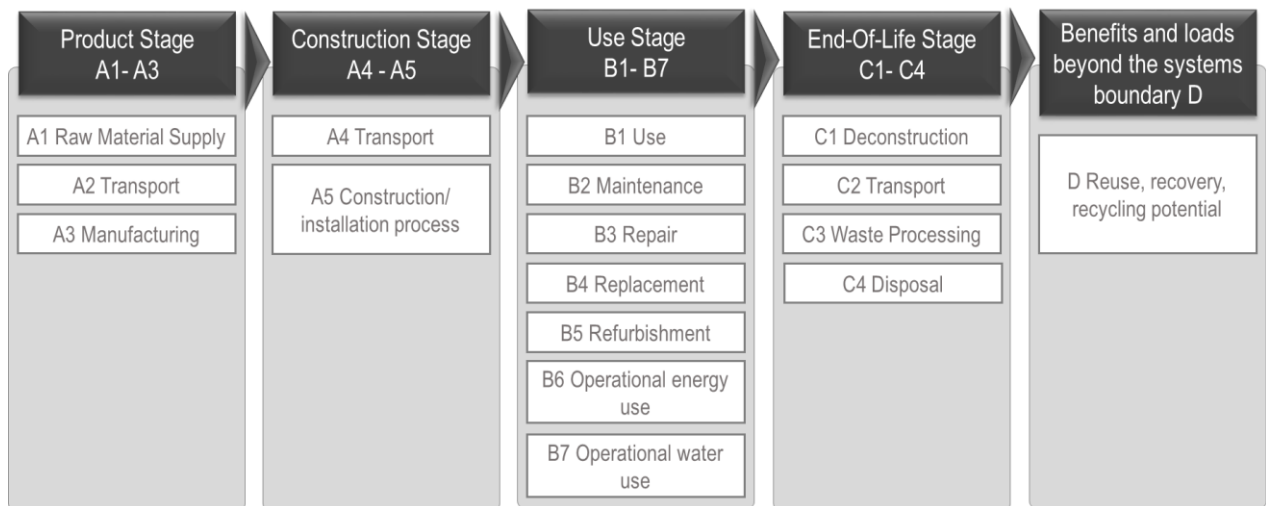 Product Stage
A1- A3
A1 Raw Material Supply
A2 Transport
A3 Manufacturing
Construction Stage
A4 - A5
A4 Transport
A5 Construction/
installation process
Use Stage
B1- B7
B1 Use
B2 Maintenance
B3 Repair
B4 Replacement
B5 Refurbishment
B6 Operational energy
use
B7 Operational water
use
End-Of-Life Stage
C1- C4
C1 Deconstruction
C2 Transport
C3 Waste Processing
C4 Disposal
Benefits and loads
beyond the systems
boundary D
D Reuse, recovery,
recycling potential